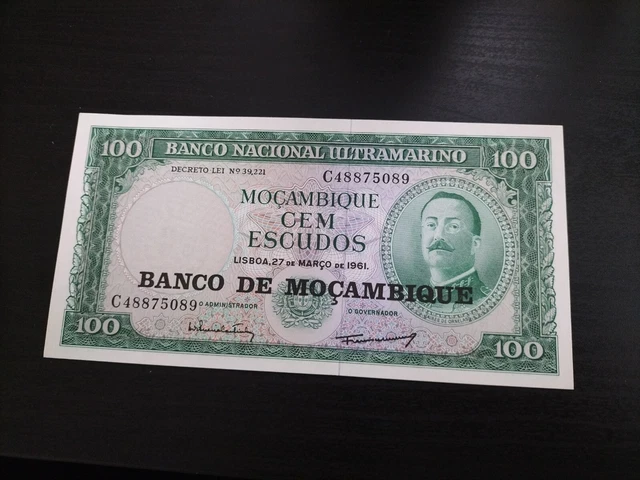 100 BANCO NACIONAL ULTRAMARINO 100
DECRETO LEI Nº 39,221
C48875089
MOÇAMBIQUE
CEM
ESCUDOS
LISBOA, 27 DE MARÇO DE 1961.
BANCO DE MOÇAMBIQUE
C48875089
O ADMINISTRADOR
O GOVERNADOR
100
100